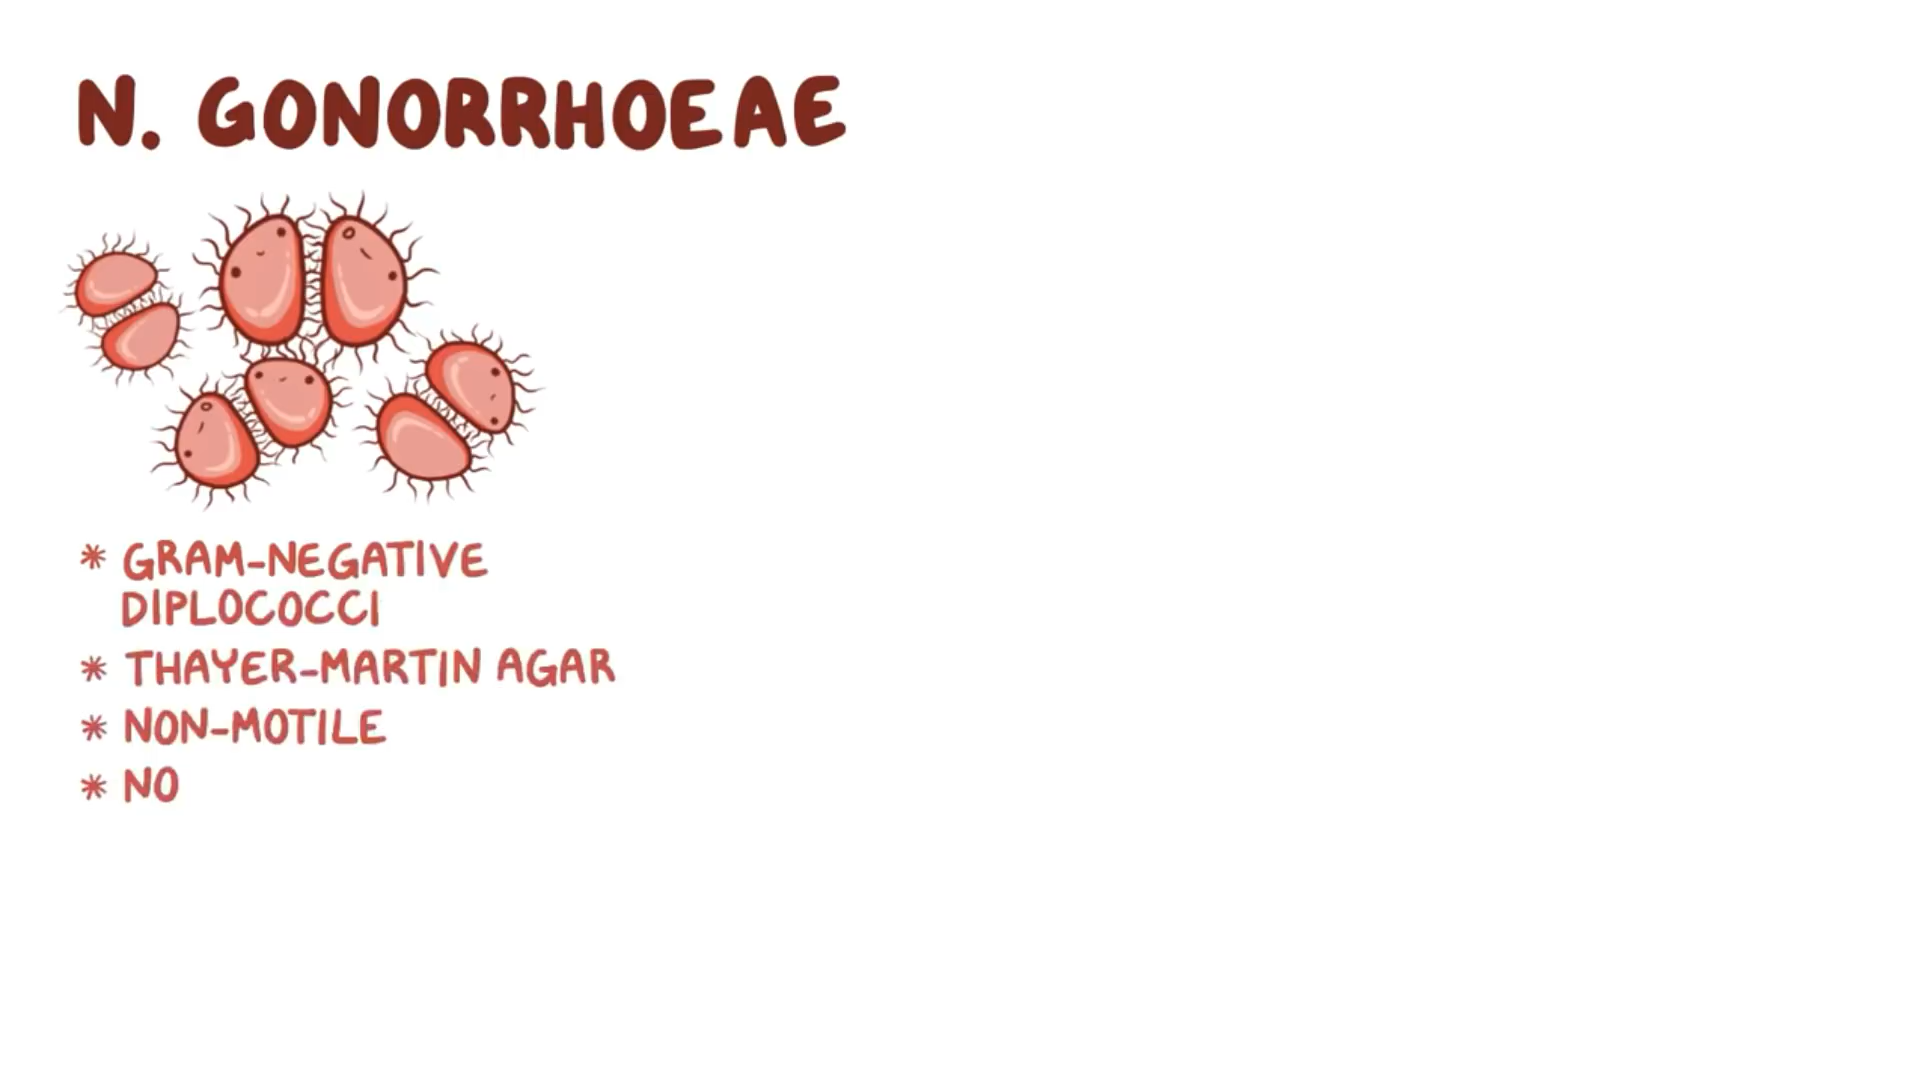 N. GONORRHOEAE
* GRAM-NEGATIVE
DIPLOCOCCI
* THAYER-MARTIN AGAR
* NON-MOTILE
* NO